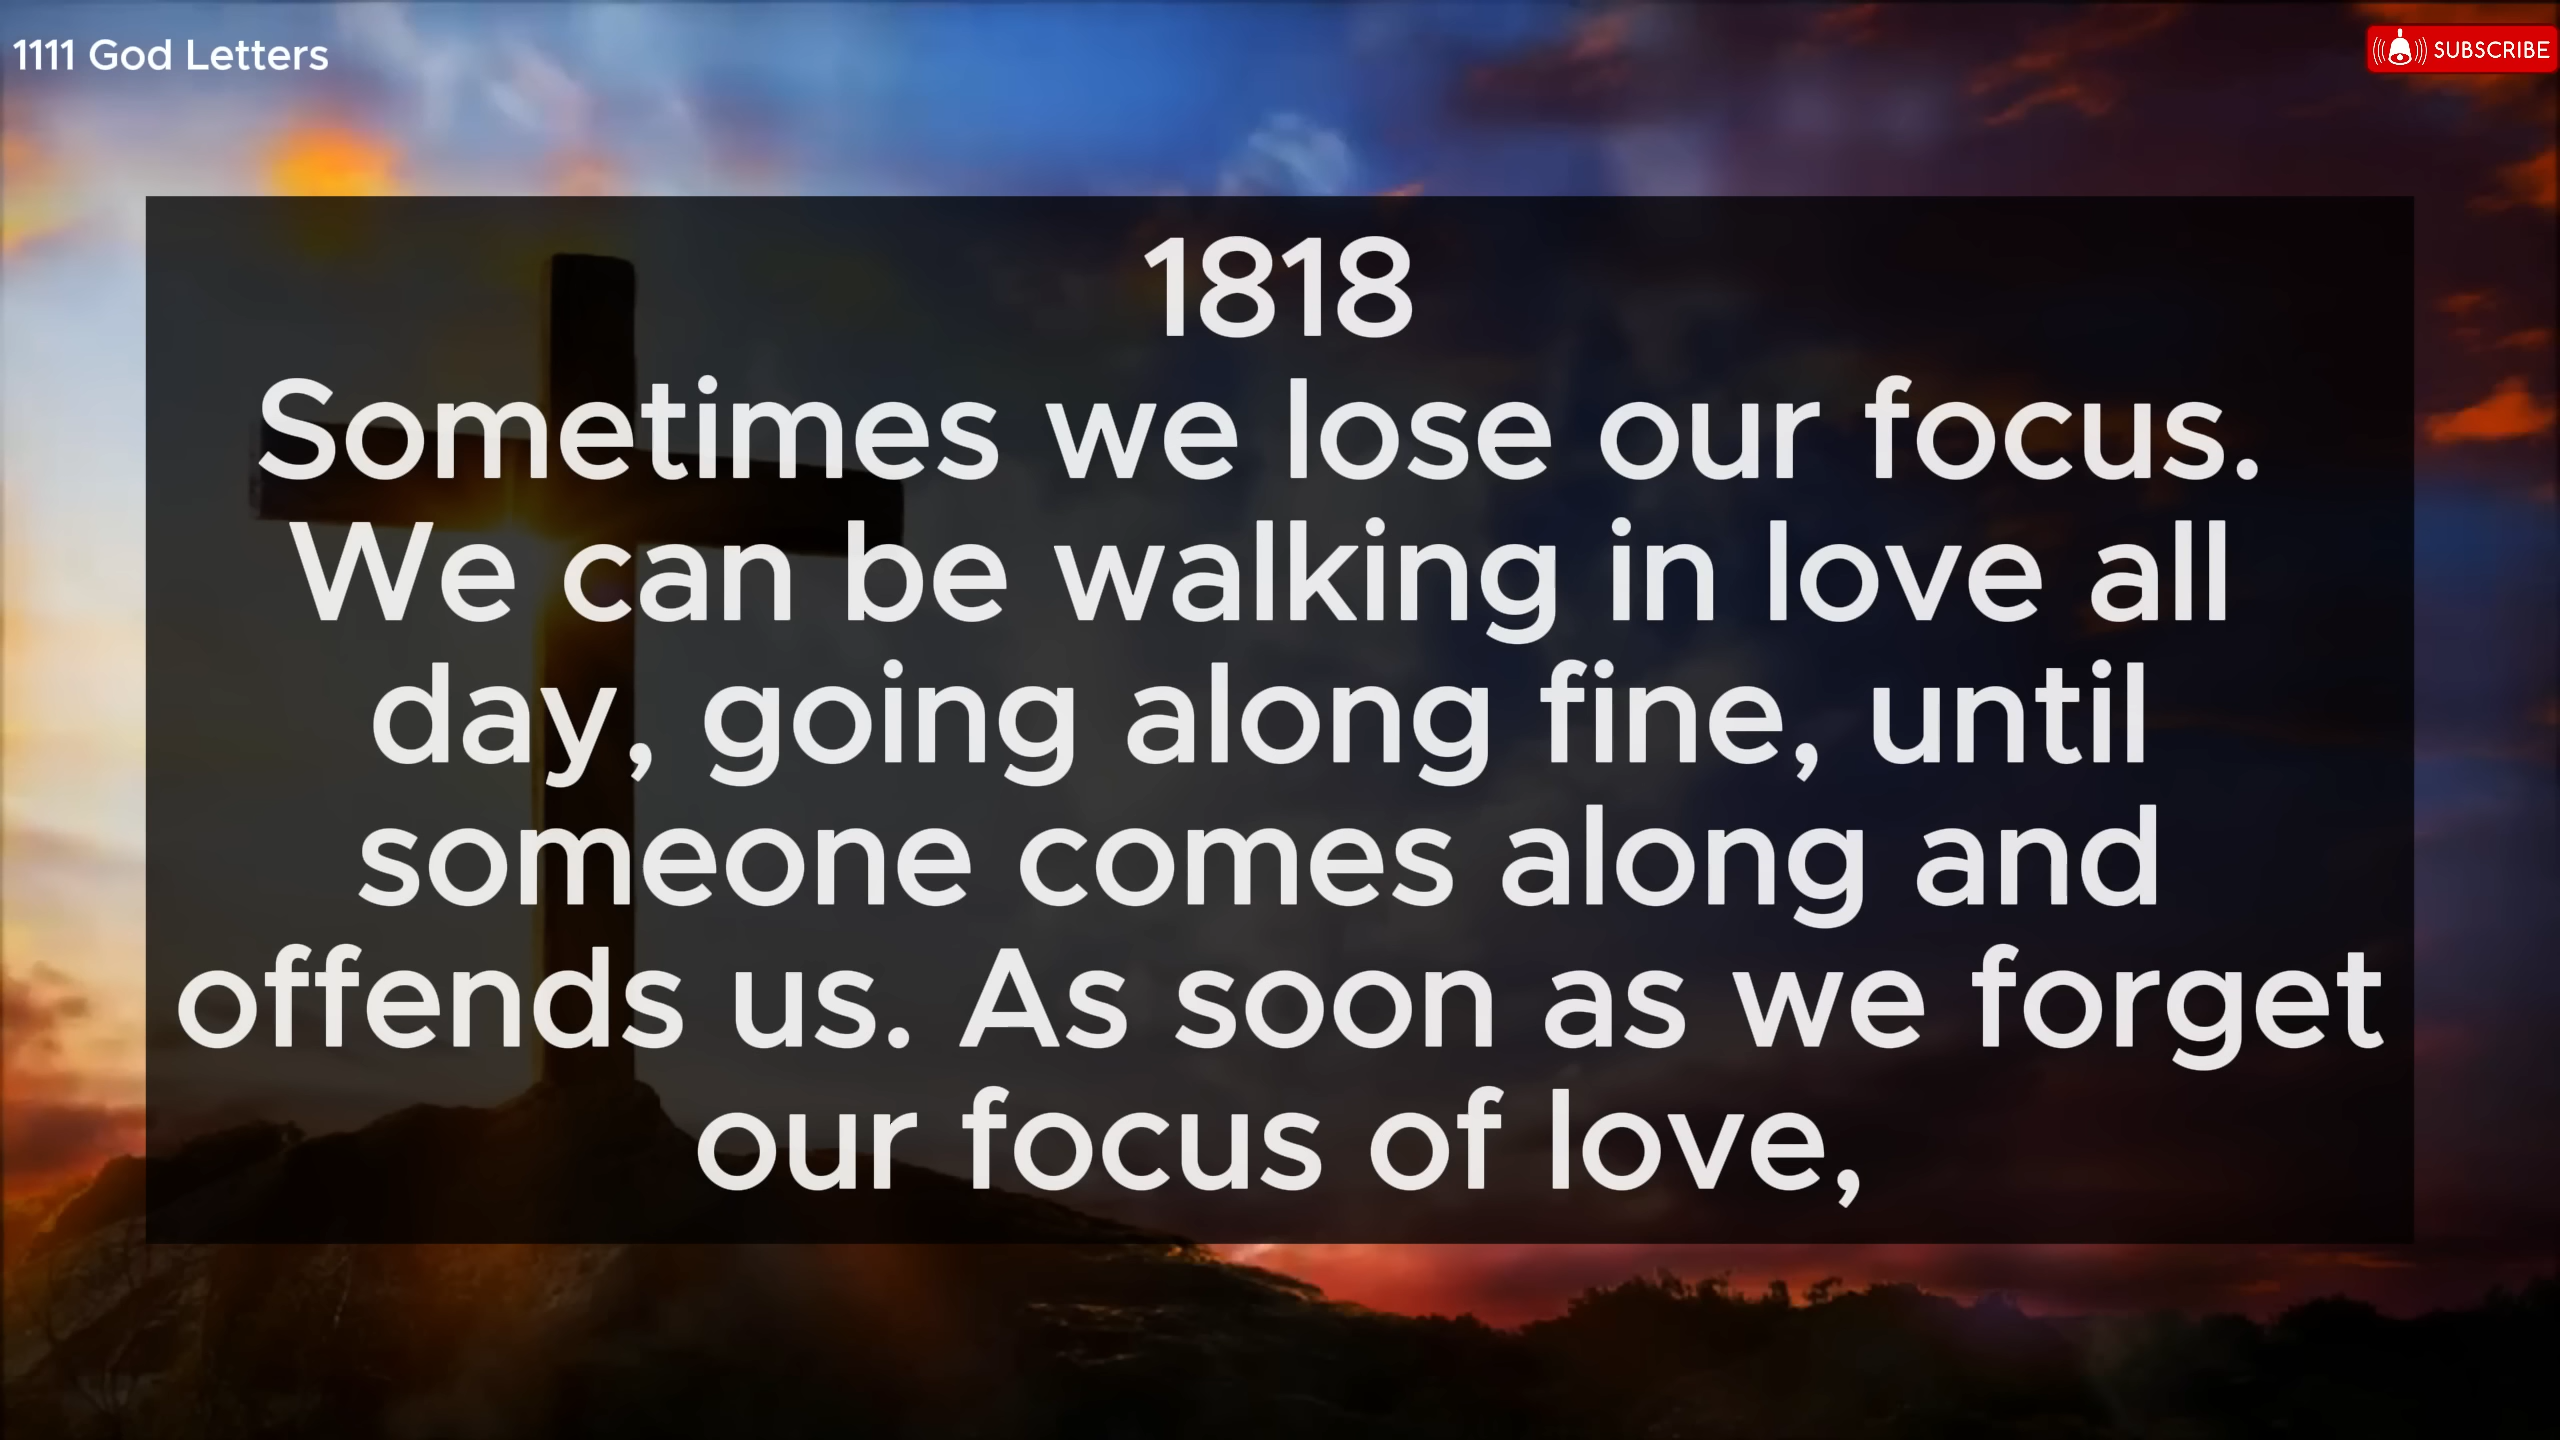 1111 God Letters
SUBSCRIBE
1818
Sometimes we lose our focus.
We can be walking in love all
day, going along fine, until
someone comes along and
offends us. As soon as we forget
our focus of love,